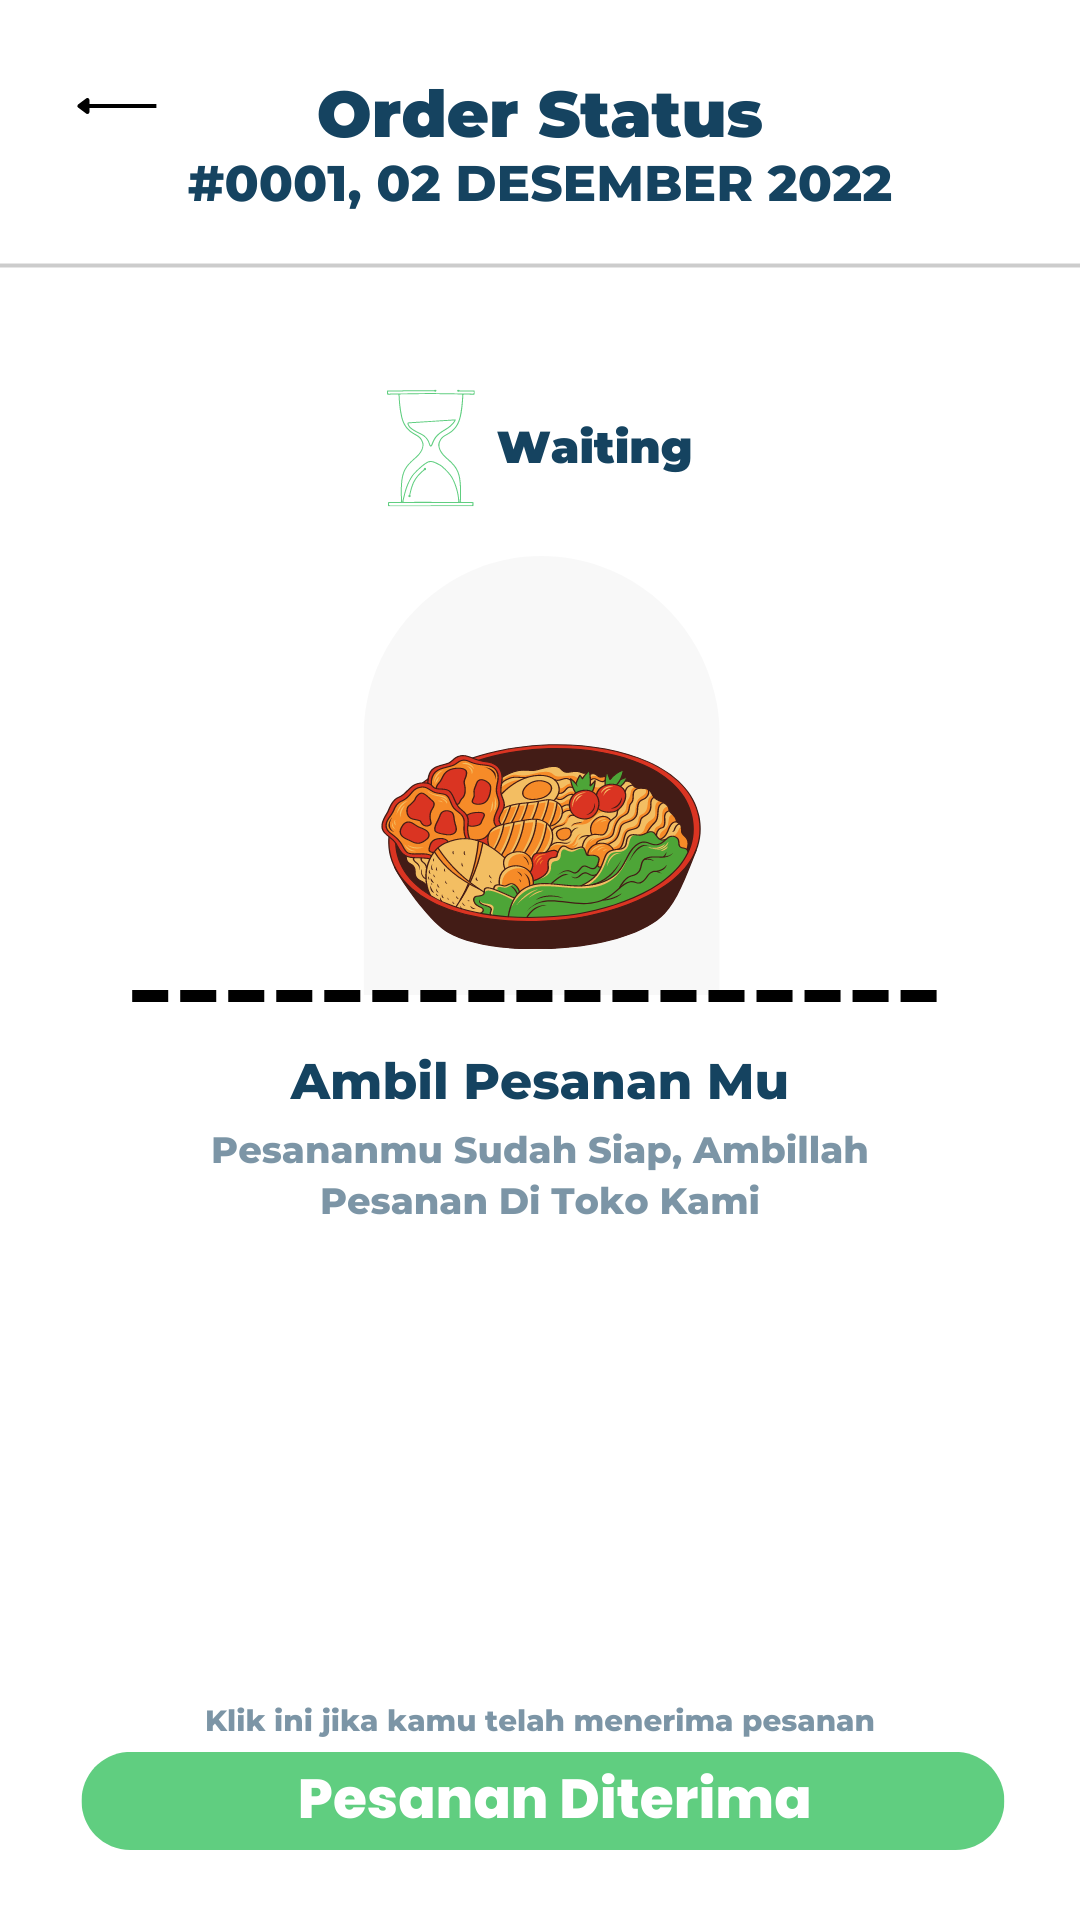 Order Status
#0001, 02 DESEMBER 2022
Waiting
Ambil Pesanan Mu
Pesananmu Sudah Siap, Ambillah
Pesanan Di Toko Kami
Klik ini jika kamu telah menerima pesanan
Pesanan Diterima